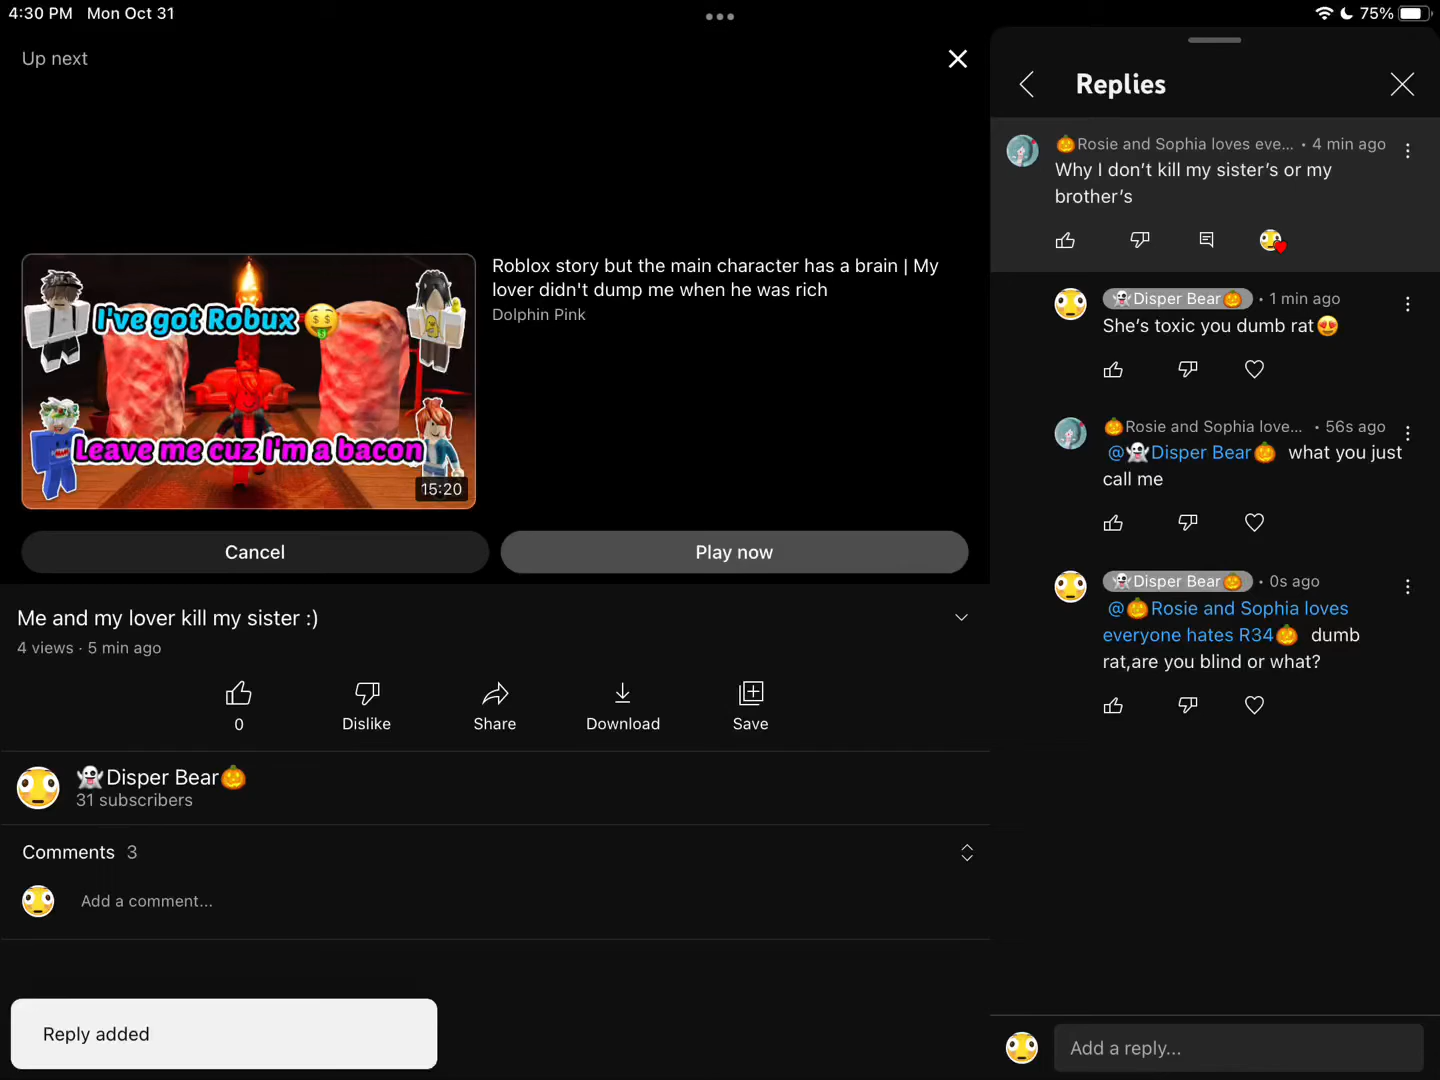 4:30 PM Mon Oct 31
75%
Up next
I've got Robux 🤑
Leave me cuz I'm a bacon
15:20
Roblox story but the main character has a brain | My
lover didn't dump me when he was rich
Dolphin Pink
Cancel
Play now
Me and my lover kill my sister :)
4 views · 5 min ago
0
Dislike
Share
Download
Save
👻Disper Bear🎃
31 subscribers
Comments 3
Add a comment...
Reply added
Replies
🎃Rosie and Sophia loves eve... • 4 min ago
Why I don’t kill my sister’s or my
brother’s
👻Disper Bear🎃 • 1 min ago
She’s toxic you dumb rat😍
🎃Rosie and Sophia love... • 56s ago
@👻Disper Bear🎃 what you just
call me
👻Disper Bear🎃 • 0s ago
@🎃Rosie and Sophia loves
everyone hates R34🎃 dumb
rat,are you blind or what?
Add a reply...